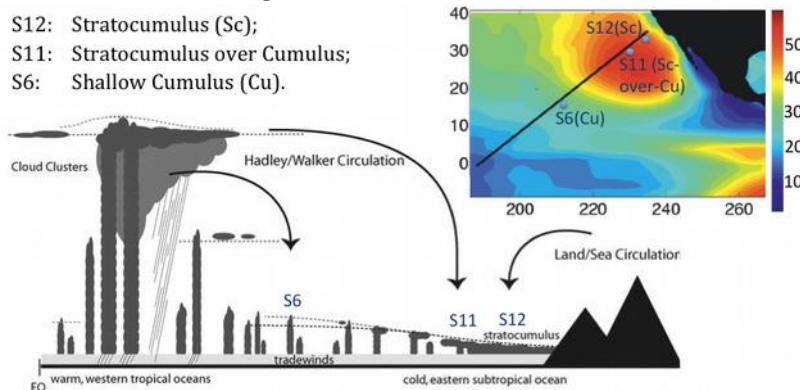 S12: Stratocumulus (Sc);
S11: Stratocumulus over Cumulus;
S6: Shallow Cumulus (Cu).
40
30
20
10
0
200
220
240
260
S12(Sc)
S11 (Sc-
over-Cu)
S6(Cu)
60
50
40
30
20
10
Cloud Clusters
Hadley/Walker Circulation
Land/Sea Circulation
S6
S11
S12
stratocumulus
tradewinds
EQ
warm, western tropical oceans
cold, eastern subtropical ocean